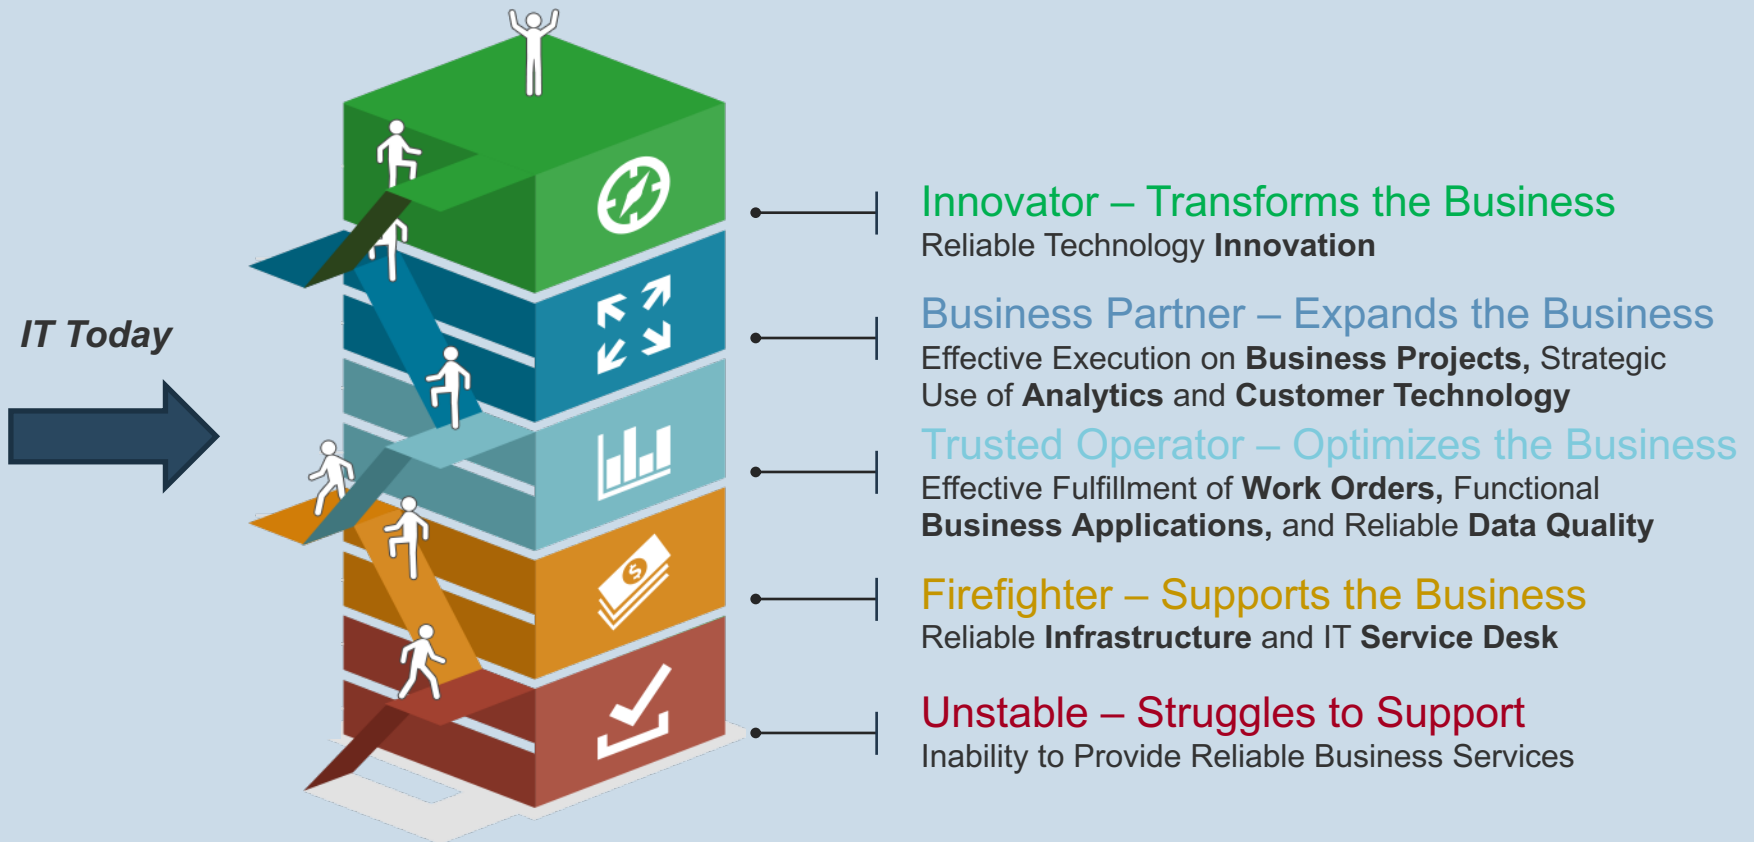 IT Today
Innovator – Transforms the Business
Reliable Technology Innovation
Business Partner – Expands the Business
Effective Execution on Business Projects, Strategic
Use of Analytics and Customer Technology
Trusted Operator – Optimizes the Business
Effective Fulfillment of Work Orders, Functional
Business Applications, and Reliable Data Quality
Firefighter – Supports the Business
Reliable Infrastructure and IT Service Desk
Unstable – Struggles to Support
Inability to Provide Reliable Business Services
$